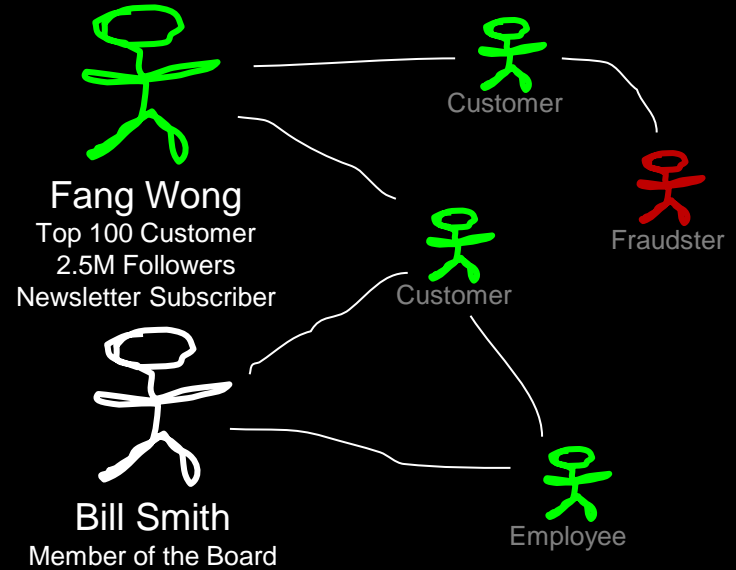 Customer
Fang Wong
Top 100 Customer
2.5M Followers
Newsletter Subscriber
Fraudster
Customer
Bill Smith
Member of the Board
Employee